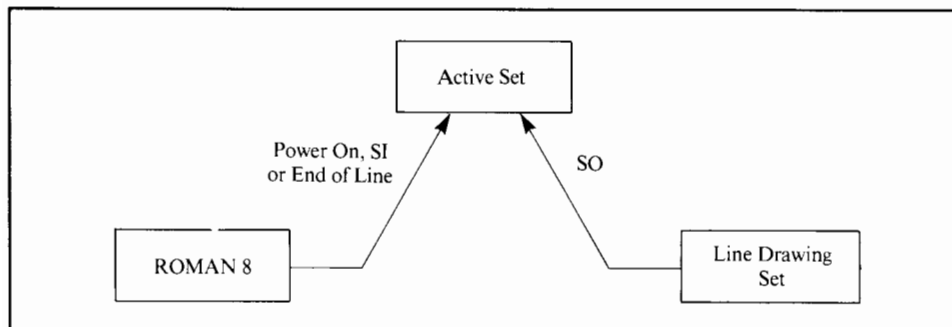 Active Set
Power On, SI
or End of Line
SO
ROMAN 8
Line Drawing
Set